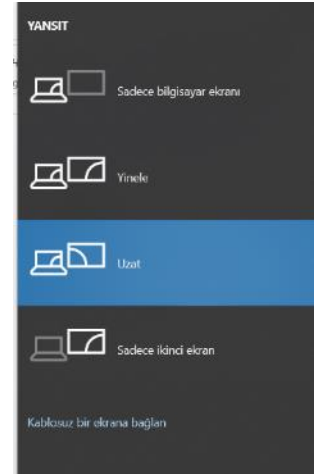 YANSIT
Sadece bilgisayar ekranı
Yinele
Uzat
Sadece ikinci ekran
Kablosuz bir ekrana bağlan